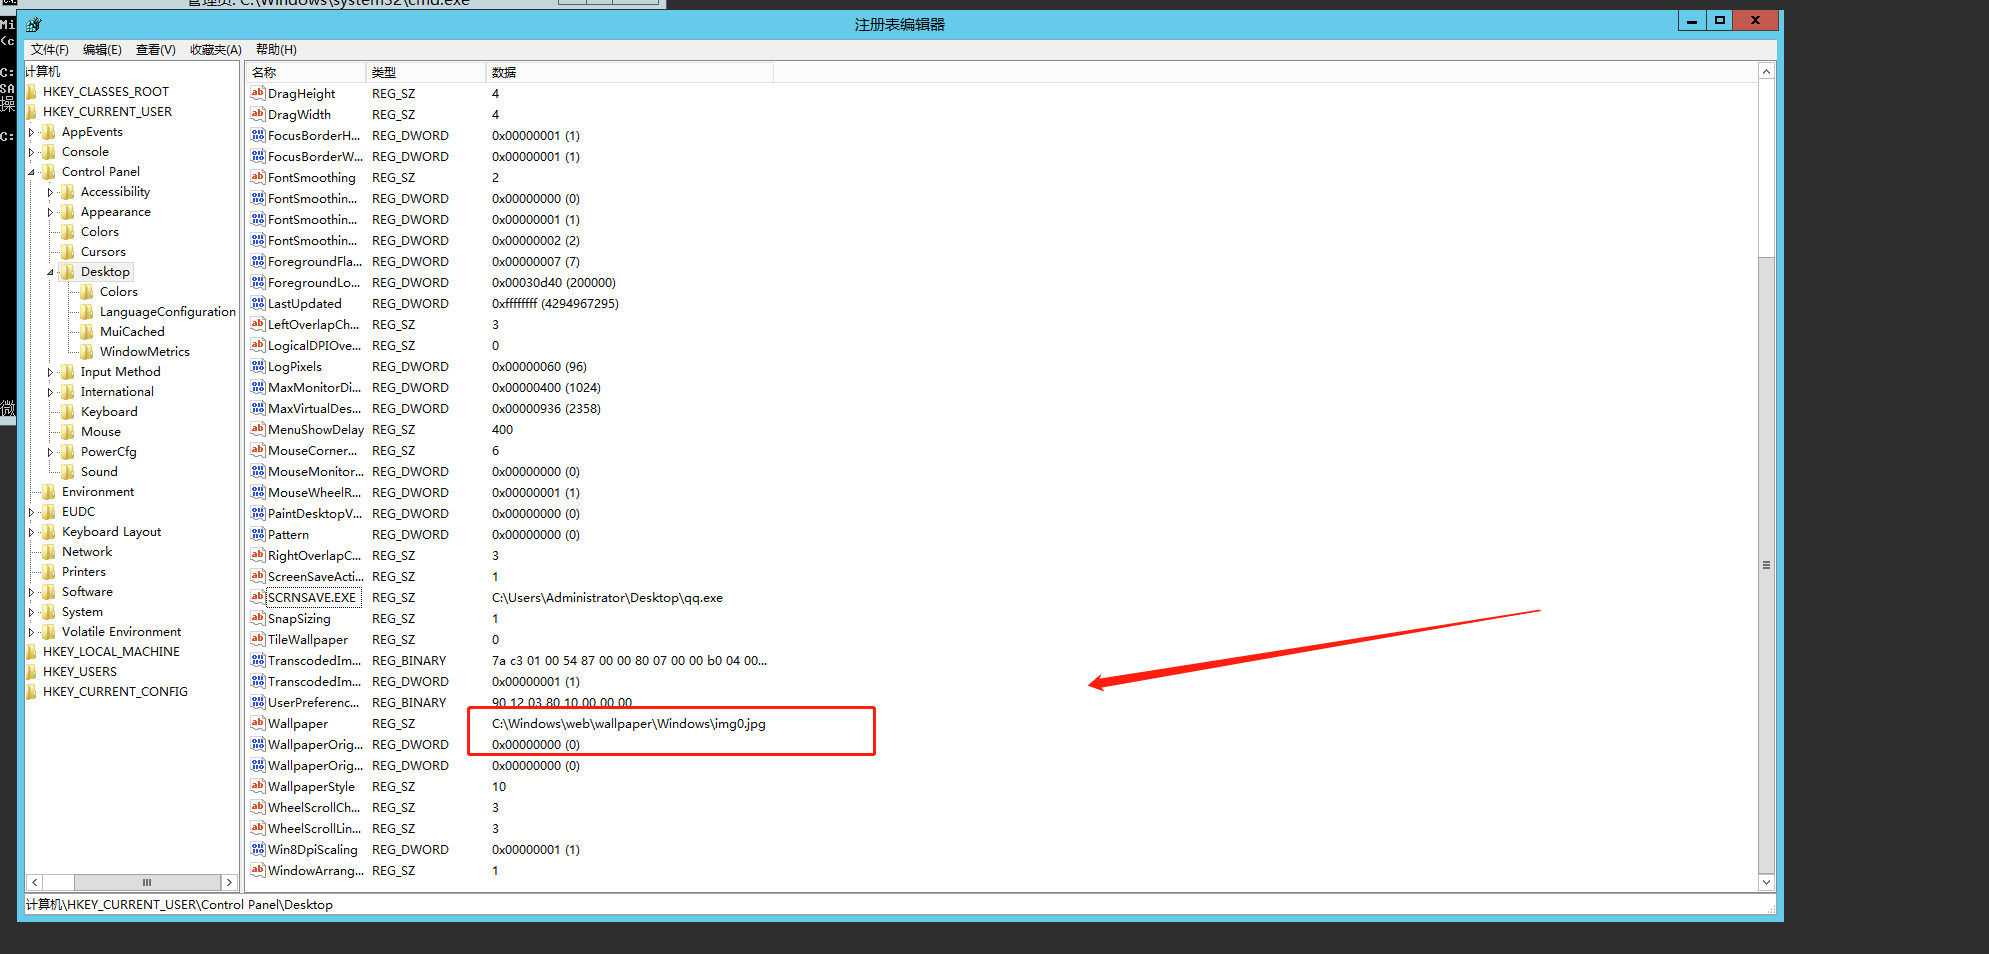 管理员: C:\Windows\system32\cmd.exe
注册表编辑器
文件(F) 编辑(E) 查看(V) 收藏夹(A) 帮助(H)
Mi
<c
C:
SA
操
C:
微
计算机
HKEY_CLASSES_ROOT
HKEY_CURRENT_USER
AppEvents
Console
Control Panel
Accessibility
Appearance
Colors
Cursors
Desktop
Colors
LanguageConfiguration
MuiCached
WindowMetrics
Input Method
International
Keyboard
Mouse
PowerCfg
Sound
Environment
EUDC
Keyboard Layout
Network
Printers
Software
System
Volatile Environment
HKEY_LOCAL_MACHINE
HKEY_USERS
HKEY_CURRENT_CONFIG
名称 类型 数据
DragHeight REG_SZ 4
DragWidth REG_SZ 4
FocusBorderH... REG_DWORD 0x00000001 (1)
FocusBorderW... REG_DWORD 0x00000001 (1)
FontSmoothing REG_SZ 2
FontSmoothin... REG_DWORD 0x00000000 (0)
FontSmoothin... REG_DWORD 0x00000001 (1)
FontSmoothin... REG_DWORD 0x00000002 (2)
ForegroundFla... REG_DWORD 0x00000007 (7)
ForegroundLo... REG_DWORD 0x00030d40 (200000)
LastUpdated REG_DWORD 0xffffffff (4294967295)
LeftOverlapCh... REG_SZ 3
LogicalDPIOve... REG_SZ 0
LogPixels REG_DWORD 0x00000060 (96)
MaxMonitorDi... REG_DWORD 0x00000400 (1024)
MaxVirtualDes... REG_DWORD 0x00000936 (2358)
MenuShowDelay REG_SZ 400
MouseCorner... REG_SZ 6
MouseMonitor... REG_DWORD 0x00000000 (0)
MouseWheelR... REG_DWORD 0x00000001 (1)
PaintDesktopV... REG_DWORD 0x00000000 (0)
Pattern REG_DWORD 0x00000000 (0)
RightOverlapC... REG_SZ 3
ScreenSaveActi... REG_SZ 1
SCRNSAVE.EXE REG_SZ C:\Users\Administrator\Desktop\qq.exe
SnapSizing REG_SZ 1
TileWallpaper REG_SZ 0
TranscodedIm... REG_BINARY 7a c3 01 00 54 87 00 00 80 07 00 00 b0 04 00...
TranscodedIm... REG_DWORD 0x00000001 (1)
UserPreferenc... REG_BINARY 90 12 03 80 10 00 00 00
Wallpaper REG_SZ C:\Windows\web\wallpaper\Windows\img0.jpg
WallpaperOrig... REG_DWORD 0x00000000 (0)
WallpaperOrig... REG_DWORD 0x00000000 (0)
WallpaperStyle REG_SZ 10
WheelScrollCh... REG_SZ 3
WheelScrollLin... REG_SZ 3
Win8DpiScaling REG_DWORD 0x00000001 (1)
WindowArrang... REG_SZ 1
计算机\HKEY_CURRENT_USER\Control Panel\Desktop